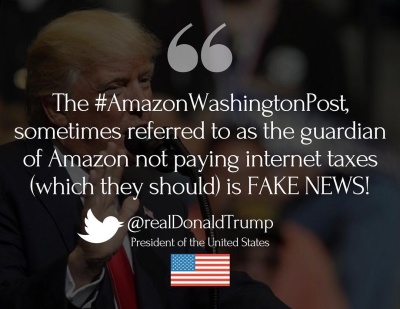 The #AmazonWashingtonPost,
sometimes referred to as the guardian
of Amazon not paying internet taxes
(which they should) is FAKE NEWS!
@realDonaldTrump
President of the United States